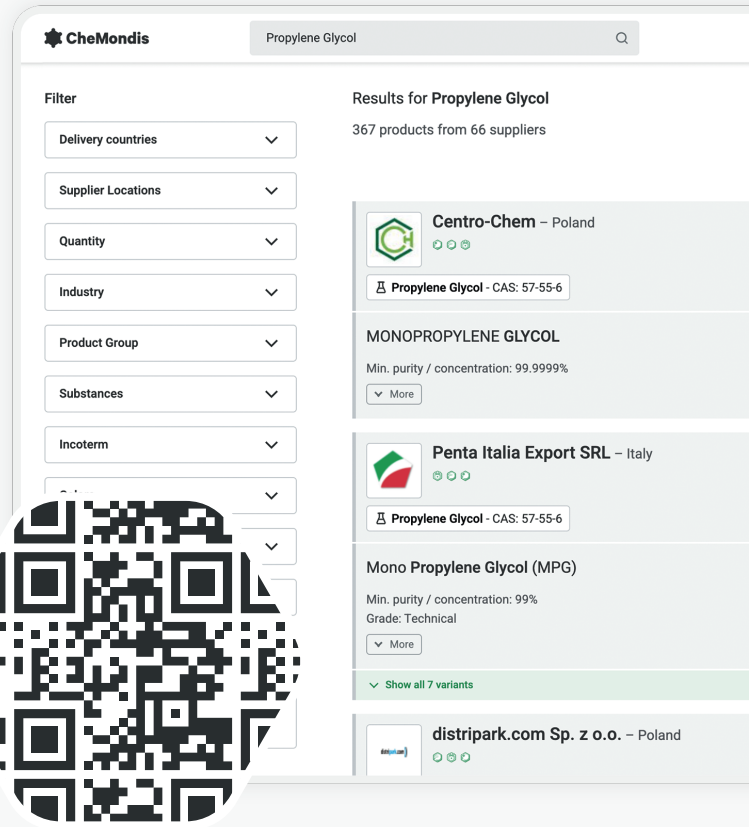 CheMondis
Propylene Glycol
Filter
Delivery countries
Supplier Locations
Quantity
Industry
Product Group
Substances
Incoterm
Results for Propylene Glycol
367 products from 66 suppliers
Centro-Chem – Poland
Propylene Glycol - CAS: 57-55-6
MONOPROPYLENE GLYCOL
Min. purity / concentration: 99.9999%
More
Penta Italia Export SRL – Italy
Propylene Glycol - CAS: 57-55-6
Mono Propylene Glycol (MPG)
Min. purity / concentration: 99%
Grade: Technical
More
Show all 7 variants
distripark.com Sp. z o.o. – Poland